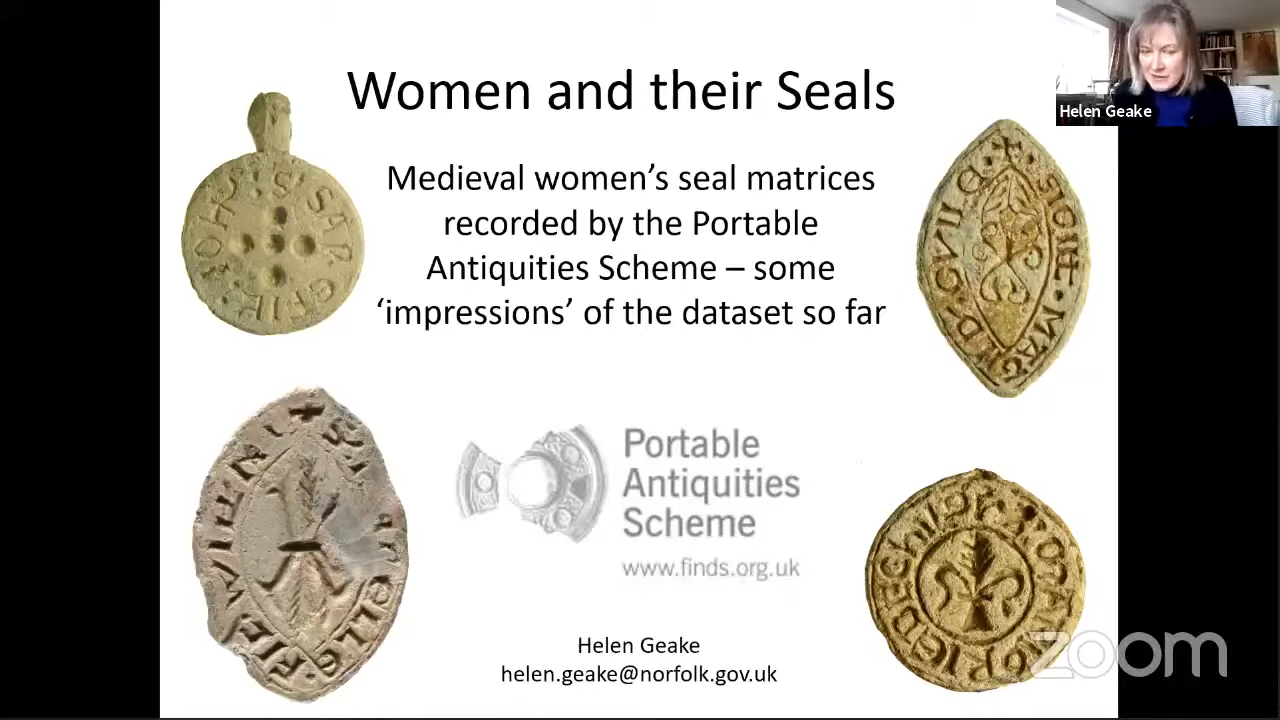 Women and their Seals
Helen Geake
Medieval women's seal matrices
recorded by the Portable
Antiquities Scheme – some
'impressions' of the dataset so far
Portable
Antiquities
Scheme
www.finds.org.uk
Helen Geake
helen.geake@norfolk.gov.uk
zoom